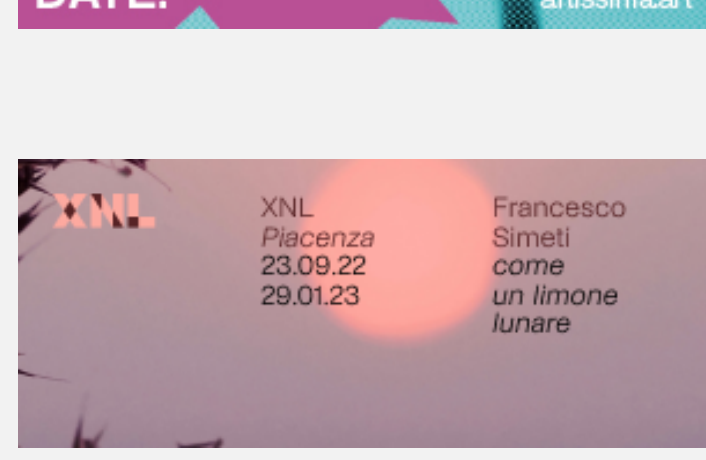 DATE:
artissima.art
XNL
XNL
Piacenza
23.09.22
29.01.23
Francesco
Simeti
come
un limone
lunare